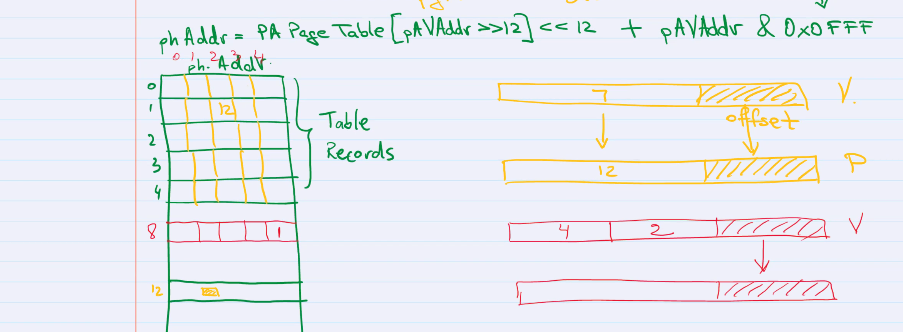 phAddr = PA Page Table [pAVAddr >>12] << 12 + pAVAddr & 0x0FFF
0 1 2 3 4
ph. Addr.
0
1 12
2
3
4
Table
Records
8 1
12
7 V.
offset
12 P
4 2 V